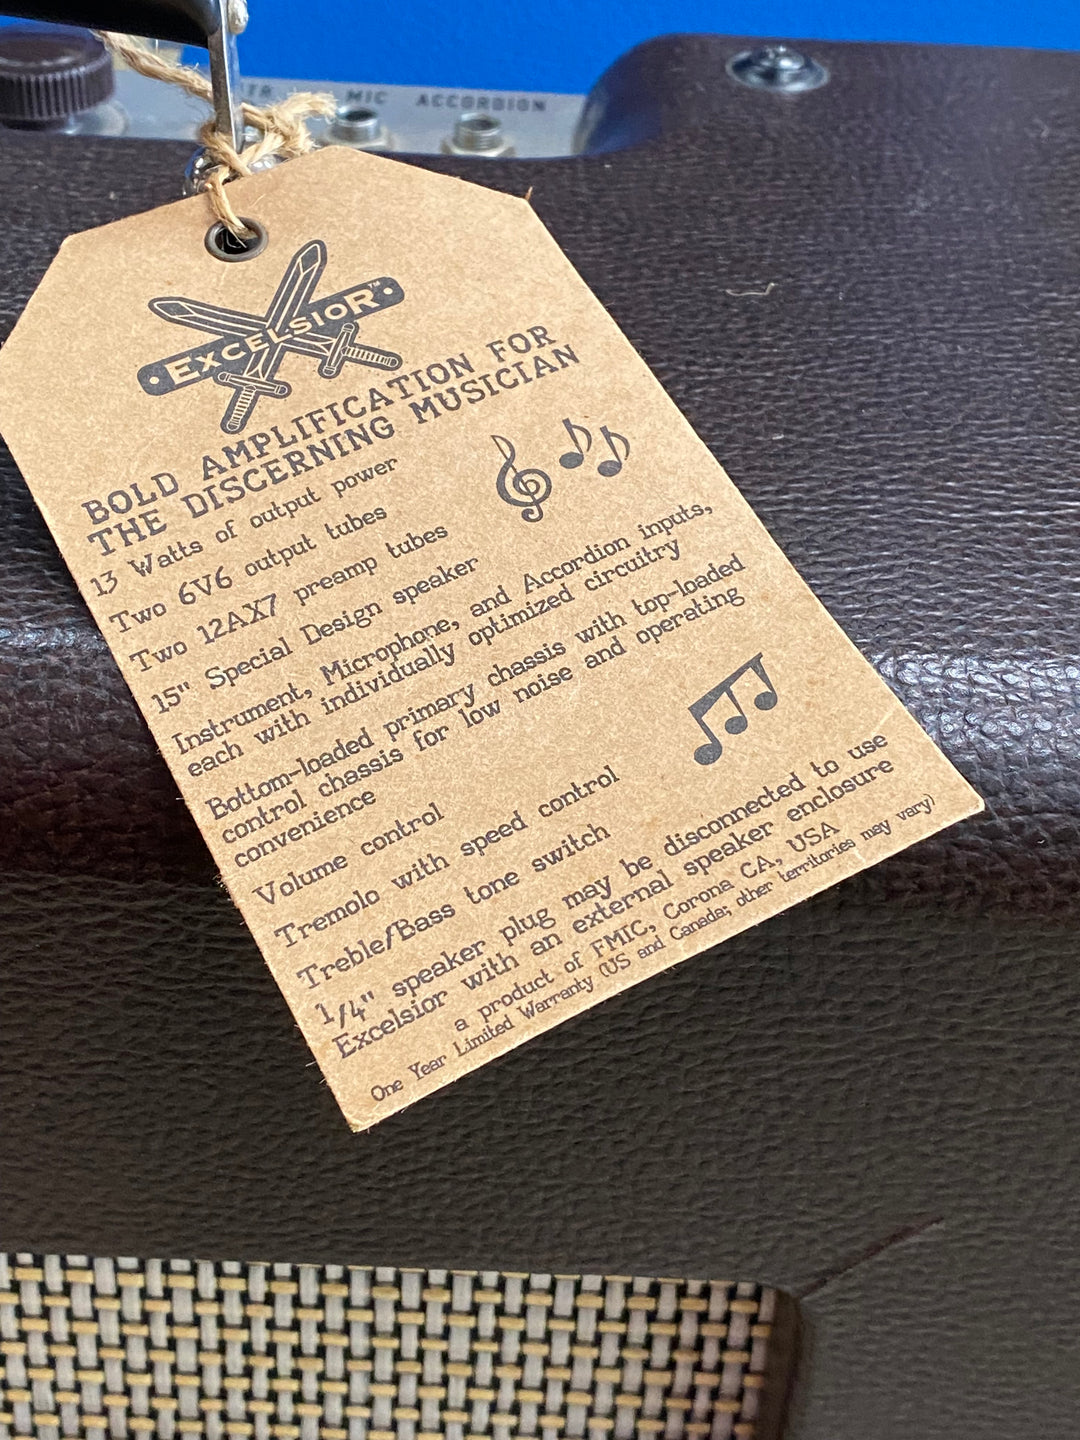 TR MIC ACCORDION
EXCELSIOR™
BOLD AMPLIFICATION FOR
THE DISCERNING MUSICIAN
13 Watts of output power
Two 6V6 output tubes
Two 12AX7 preamp tubes
15" Special Design speaker
Instrument, Microphone, and Accordion inputs,
each with individually optimized circuitry
Bottom-loaded primary chassis with top-loaded
control chassis for low noise and operating
convenience
Volume control
Tremolo with speed control
Treble/Bass tone switch
1/4" speaker plug may be disconnected to use
Excelsior with an external speaker enclosure
a product of FMIC, Corona CA, USA
One Year Limited Warranty (US and Canada; other territories may vary)